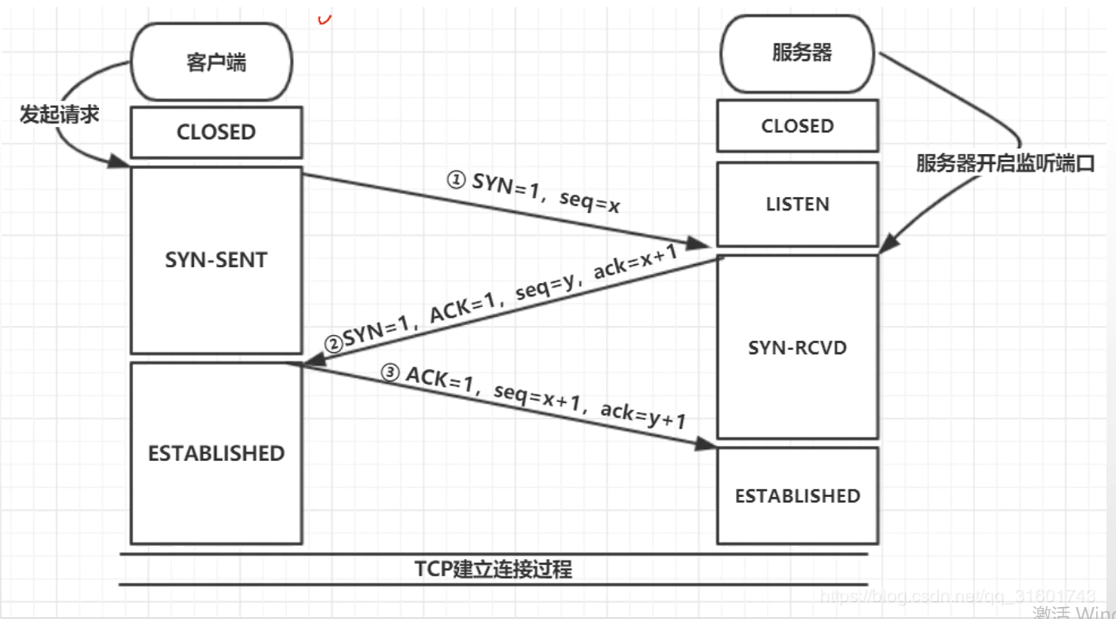 客户端
服务器
发起请求
CLOSED
CLOSED
服务器开启监听端口
① SYN=1, seq=x
LISTEN
SYN-SENT
②SYN=1, ACK=1, seq=y, ack=x+1
SYN-RCVD
③ ACK=1, seq=x+1, ack=y+1
ESTABLISHED
ESTABLISHED
TCP建立连接过程
https://blog.csdn.net/qq_31601743
激活 Wind